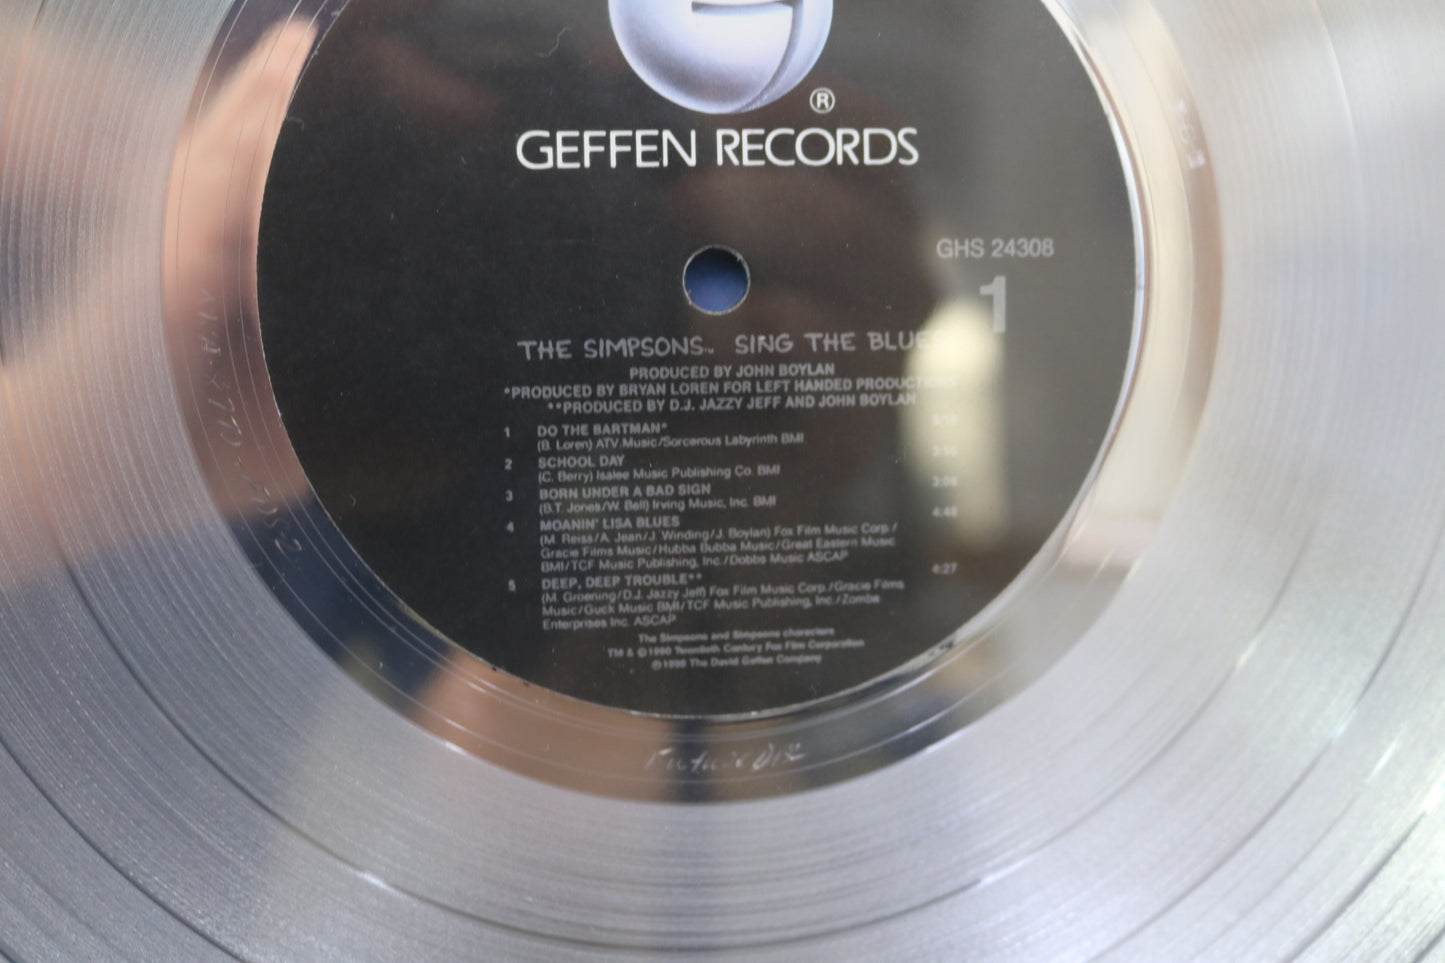 ®
GEFFEN RECORDS
GHS 24308
1
THE SIMPSONS™ SING THE BLUES
PRODUCED BY JOHN BOYLAN
*PRODUCED BY BRYAN LOREN FOR LEFT HANDED PRODUCTIONS
**PRODUCED BY D.J. JAZZY JEFF AND JOHN BOYLAN
1 DO THE BARTMAN*
(B. Loren) ATV Music/Sorcerous Labyrinth BMI
2 SCHOOL DAY 3:56
(C. Berry) Isalee Music Publishing Co. BMI
3 BORN UNDER A BAD SIGN 3:08
(B.T. Jones/W. Bell) Irving Music, Inc. BMI
4 MOANIN' LISA BLUES 4:48
(M. Reiss/A. Jean/J. Winding/J. Boylan) Fox Film Music Corp./
Gracie Films Music/Hubba Bubba Music/Great Eastern Music
BMI/TCF Music Publishing, Inc./Dobbs Music ASCAP
5 DEEP, DEEP TROUBLE** 4:27
(M. Groening/D.J. Jazzy Jeff) Fox Film Music Corp./Gracie Films
Music/Guck Music BMI/TCF Music Publishing, Inc./Zomba
Enterprises Inc. ASCAP
The Simpsons and Simpsons characters
TM & ©1990 Twentieth Century Fox Film Corporation
℗1990 The David Geffen Company